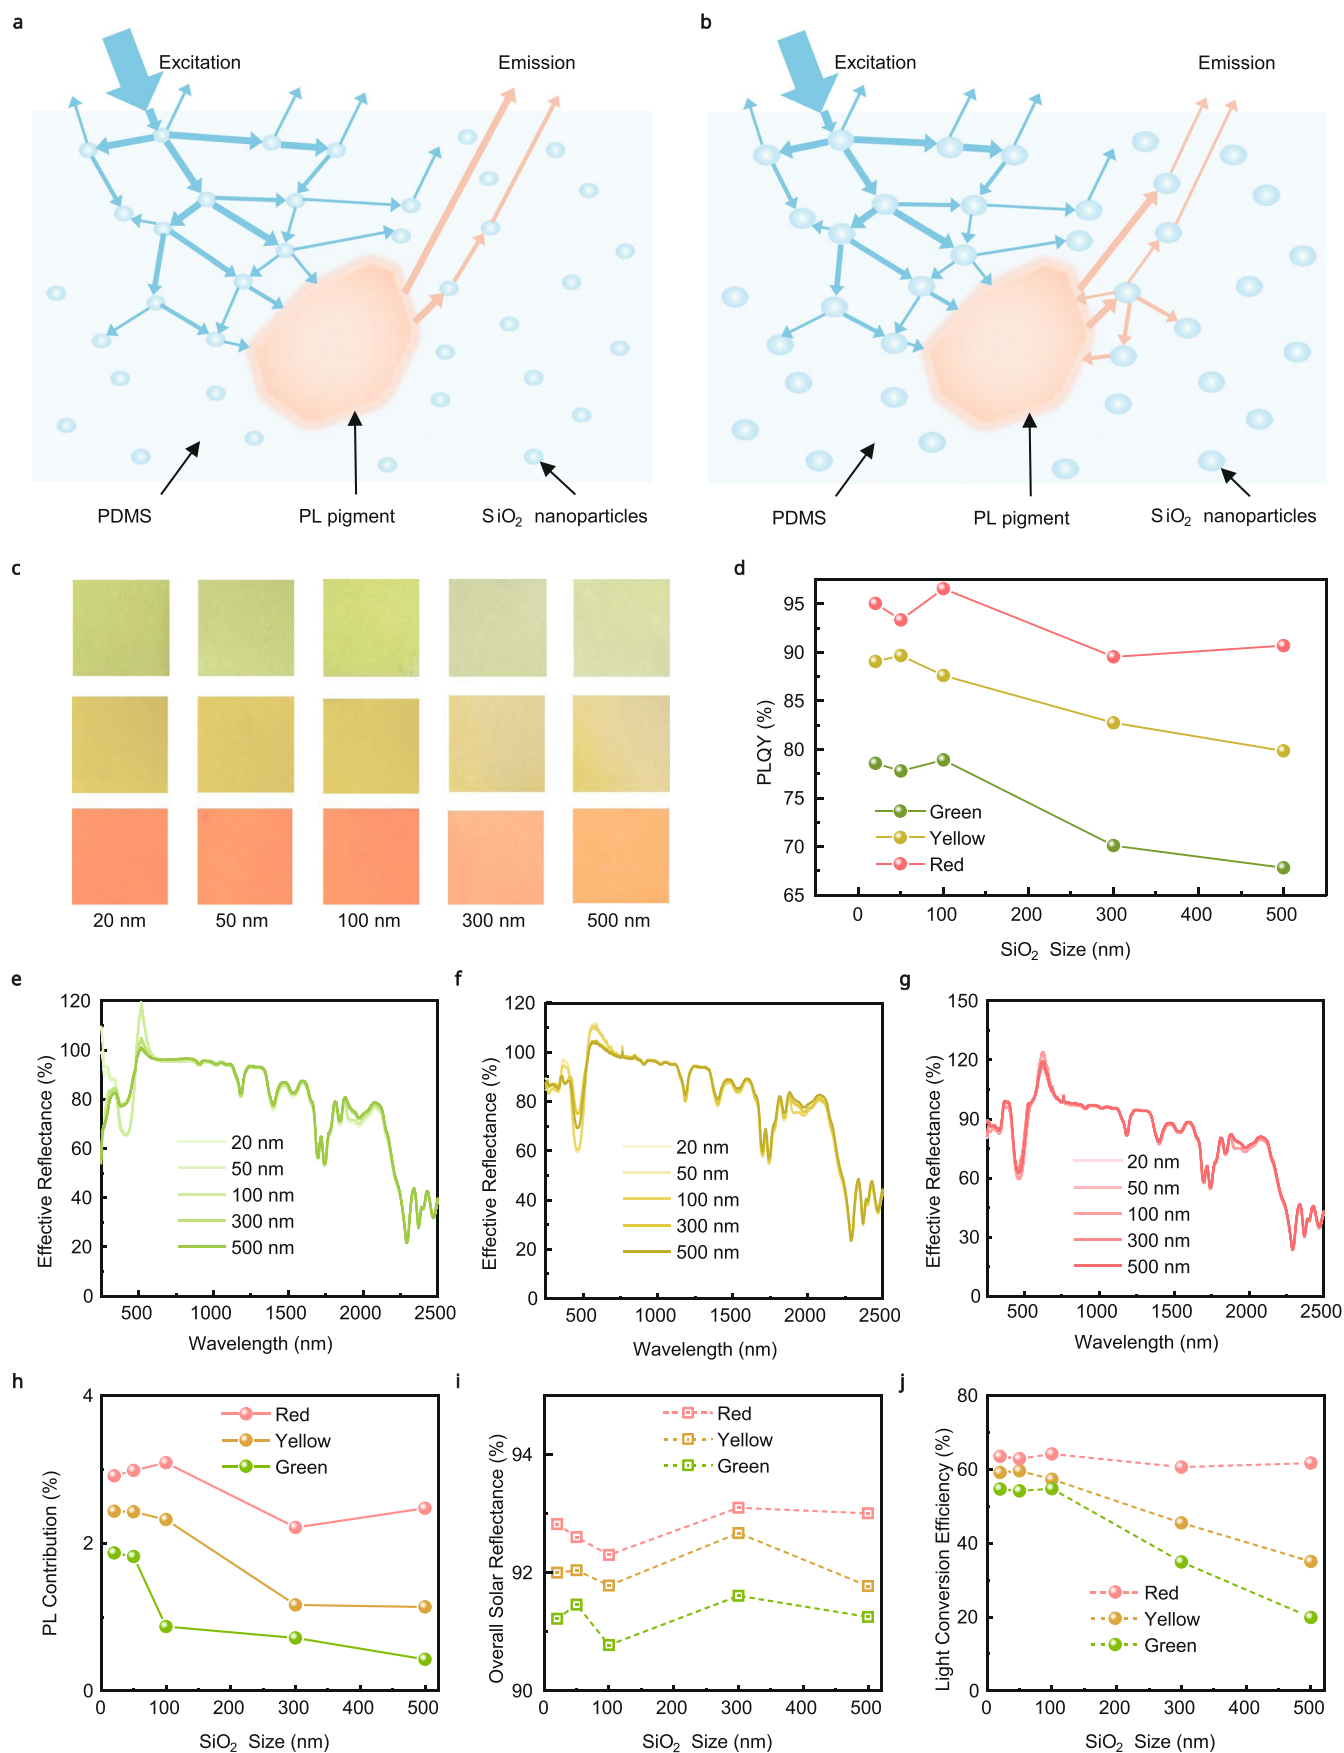 a
Excitation
Emission
PDMS
PL pigment
SiO₂ nanoparticles
b
Excitation
Emission
PDMS
PL pigment
SiO₂ nanoparticles
c
20 nm 50 nm 100 nm 300 nm 500 nm
d
PLQY (%)
95
90
85
80
75
70
65
Green
Yellow
Red
0 100 200 300 400 500
SiO₂ Size (nm)
e
Effective Reflectance (%)
120
100
80
60
40
20
0
20 nm
50 nm
100 nm
300 nm
500 nm
500 1000 1500 2000 2500
Wavelength (nm)
f
Effective Reflectance (%)
120
100
80
60
40
20
0
20 nm
50 nm
100 nm
300 nm
500 nm
500 1000 1500 2000 2500
Wavelength (nm)
g
Effective Reflectance (%)
150
120
90
60
30
0
20 nm
50 nm
100 nm
300 nm
500 nm
500 1000 1500 2000 2500
Wavelength (nm)
h
PL Contribution (%)
4
2
0
Red
Yellow
Green
0 100 200 300 400 500
SiO₂ Size (nm)
i
Overall Solar Reflectance (%)
94
92
90
Red
Yellow
Green
0 100 200 300 400 500
SiO₂ Size (nm)
j
Light Conversion Efficiency (%)
80
60
40
20
0
Red
Yellow
Green
0 100 200 300 400 500
SiO₂ Size (nm)